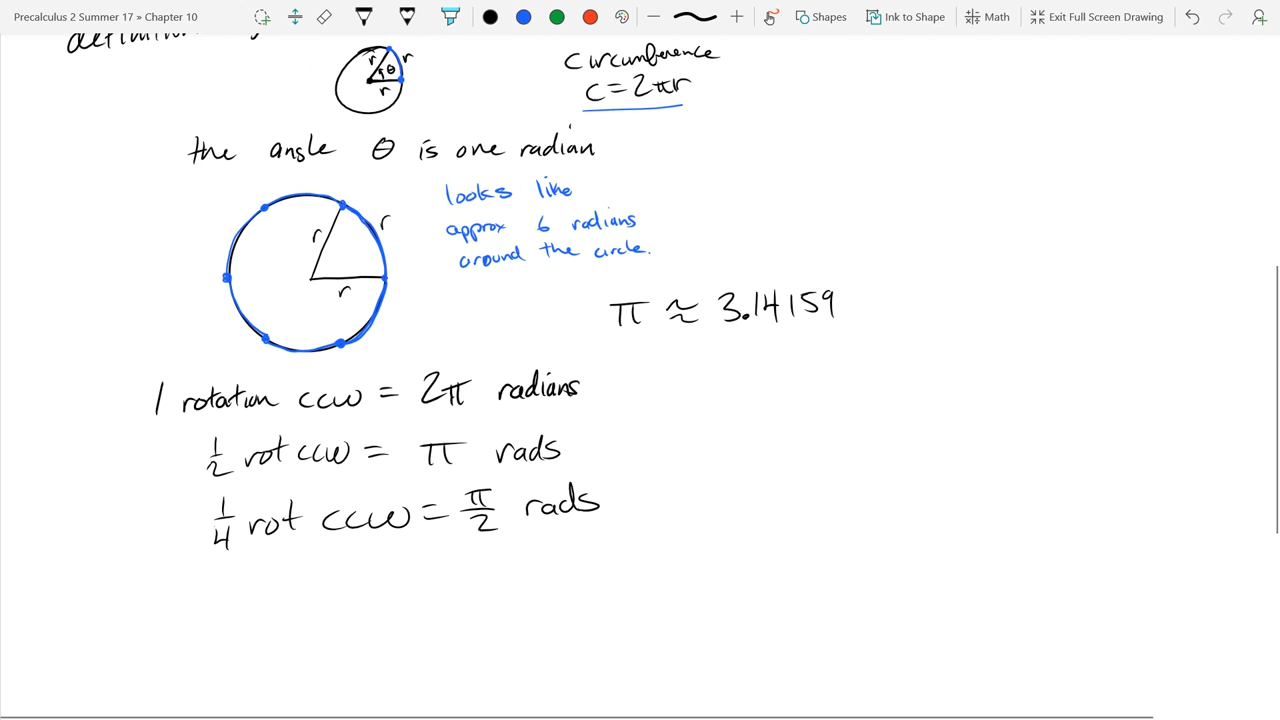 Precalculus 2 Summer 17 » Chapter 10
Shapes
Ink to Shape
Math
Exit Full Screen Drawing
definition
r r
θ
r
circumference
c = 2πr
the angle θ is one radian
looks like
approx 6 radians
around the circle.
r r
r
π ≈ 3.14159
1 rotation ccw = 2π radians
1/2 rot ccw = π rads
1/4 rot ccw = π/2 rads